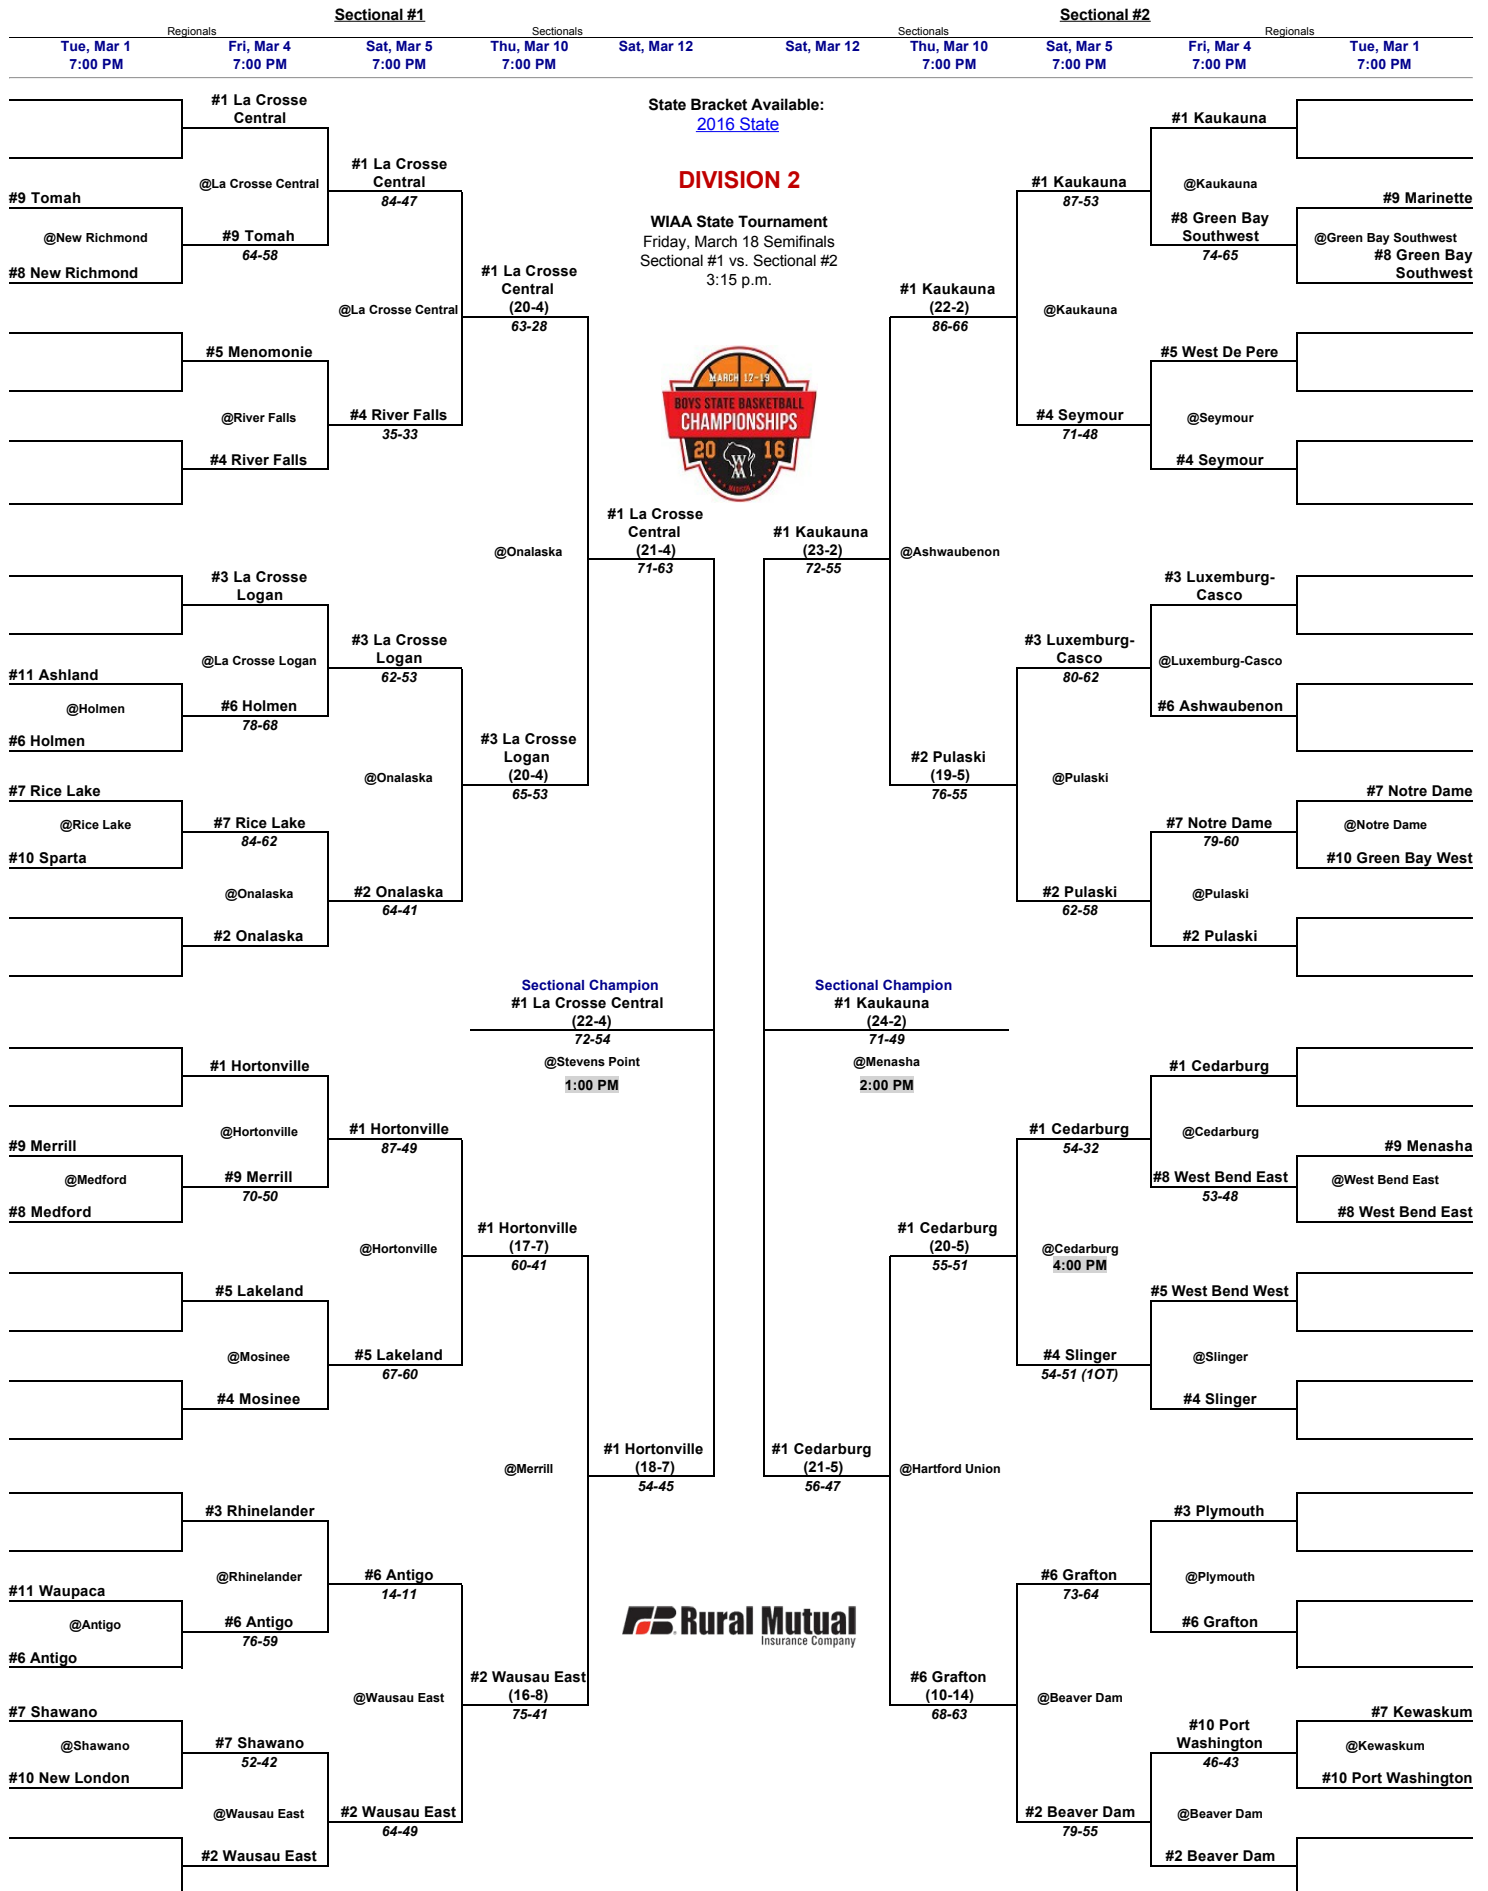 Sectional #1
Sectional #2
Regionals
Sectionals
Sectionals
Regionals
Tue, Mar 1
7:00 PM
Fri, Mar 4
7:00 PM
Sat, Mar 5
7:00 PM
Thu, Mar 10
7:00 PM
Sat, Mar 12
Sat, Mar 12
Thu, Mar 10
7:00 PM
Sat, Mar 5
7:00 PM
Fri, Mar 4
7:00 PM
Tue, Mar 1
7:00 PM
State Bracket Available:
2016 State
DIVISION 2
WIAA State Tournament
Friday, March 18 Semifinals
Sectional #1 vs. Sectional #2
3:15 p.m.
MARCH 17-19
BOYS STATE BASKETBALL
CHAMPIONSHIPS
20 16
WIAA
MADISON
#9 Tomah
@New Richmond
#8 New Richmond
#11 Ashland
@Holmen
#6 Holmen
#7 Rice Lake
@Rice Lake
#10 Sparta
#9 Merrill
@Medford
#8 Medford
#11 Waupaca
@Antigo
#6 Antigo
#7 Shawano
@Shawano
#10 New London
#1 La Crosse
Central
@La Crosse Central
#9 Tomah
64-58
#5 Menomonie
@River Falls
#4 River Falls
#3 La Crosse
Logan
@La Crosse Logan
#6 Holmen
78-68
#7 Rice Lake
84-62
@Onalaska
#2 Onalaska
#1 Hortonville
@Hortonville
#9 Merrill
70-50
#5 Lakeland
@Mosinee
#4 Mosinee
#3 Rhinelander
@Rhinelander
#6 Antigo
76-59
#7 Shawano
52-42
@Wausau East
#2 Wausau East
#1 La Crosse
Central
84-47
@La Crosse Central
#4 River Falls
35-33
#3 La Crosse
Logan
62-53
@Onalaska
#2 Onalaska
64-41
#1 Hortonville
87-49
@Hortonville
#5 Lakeland
67-60
#6 Antigo
14-11
@Wausau East
#2 Wausau East
64-49
#1 La Crosse
Central
(20-4)
63-28
@Onalaska
#3 La Crosse
Logan
(20-4)
65-53
#1 Hortonville
(17-7)
60-41
@Merrill
#2 Wausau East
(16-8)
75-41
#1 La Crosse
Central
(21-4)
71-63
#1 Hortonville
(18-7)
54-45
Sectional Champion
#1 La Crosse Central
(22-4)
72-54
@Stevens Point
1:00 PM
Sectional Champion
#1 Kaukauna
(24-2)
71-49
@Menasha
2:00 PM
#1 Kaukauna
(23-2)
72-55
#1 Cedarburg
(21-5)
56-47
#1 Kaukauna
(22-2)
86-66
@Ashwaubenon
#2 Pulaski
(19-5)
76-55
#1 Cedarburg
(20-5)
55-51
@Hartford Union
#6 Grafton
(10-14)
68-63
#1 Kaukauna
87-53
@Kaukauna
#4 Seymour
71-48
#3 Luxemburg-
Casco
80-62
@Pulaski
#2 Pulaski
62-58
#1 Cedarburg
54-32
@Cedarburg
4:00 PM
#4 Slinger
54-51 (1OT)
#6 Grafton
73-64
@Beaver Dam
#2 Beaver Dam
79-55
#1 Kaukauna
@Kaukauna
#8 Green Bay
Southwest
74-65
#5 West De Pere
@Seymour
#4 Seymour
#3 Luxemburg-
Casco
@Luxemburg-Casco
#6 Ashwaubenon
#7 Notre Dame
79-60
@Pulaski
#2 Pulaski
#1 Cedarburg
@Cedarburg
#8 West Bend East
53-48
#5 West Bend West
@Slinger
#4 Slinger
#3 Plymouth
@Plymouth
#6 Grafton
#10 Port
Washington
46-43
@Beaver Dam
#2 Beaver Dam
#9 Marinette
@Green Bay Southwest
#8 Green Bay
Southwest
#7 Notre Dame
@Notre Dame
#10 Green Bay West
#9 Menasha
@West Bend East
#8 West Bend East
#7 Kewaskum
@Kewaskum
#10 Port Washington
Rural Mutual
Insurance Company